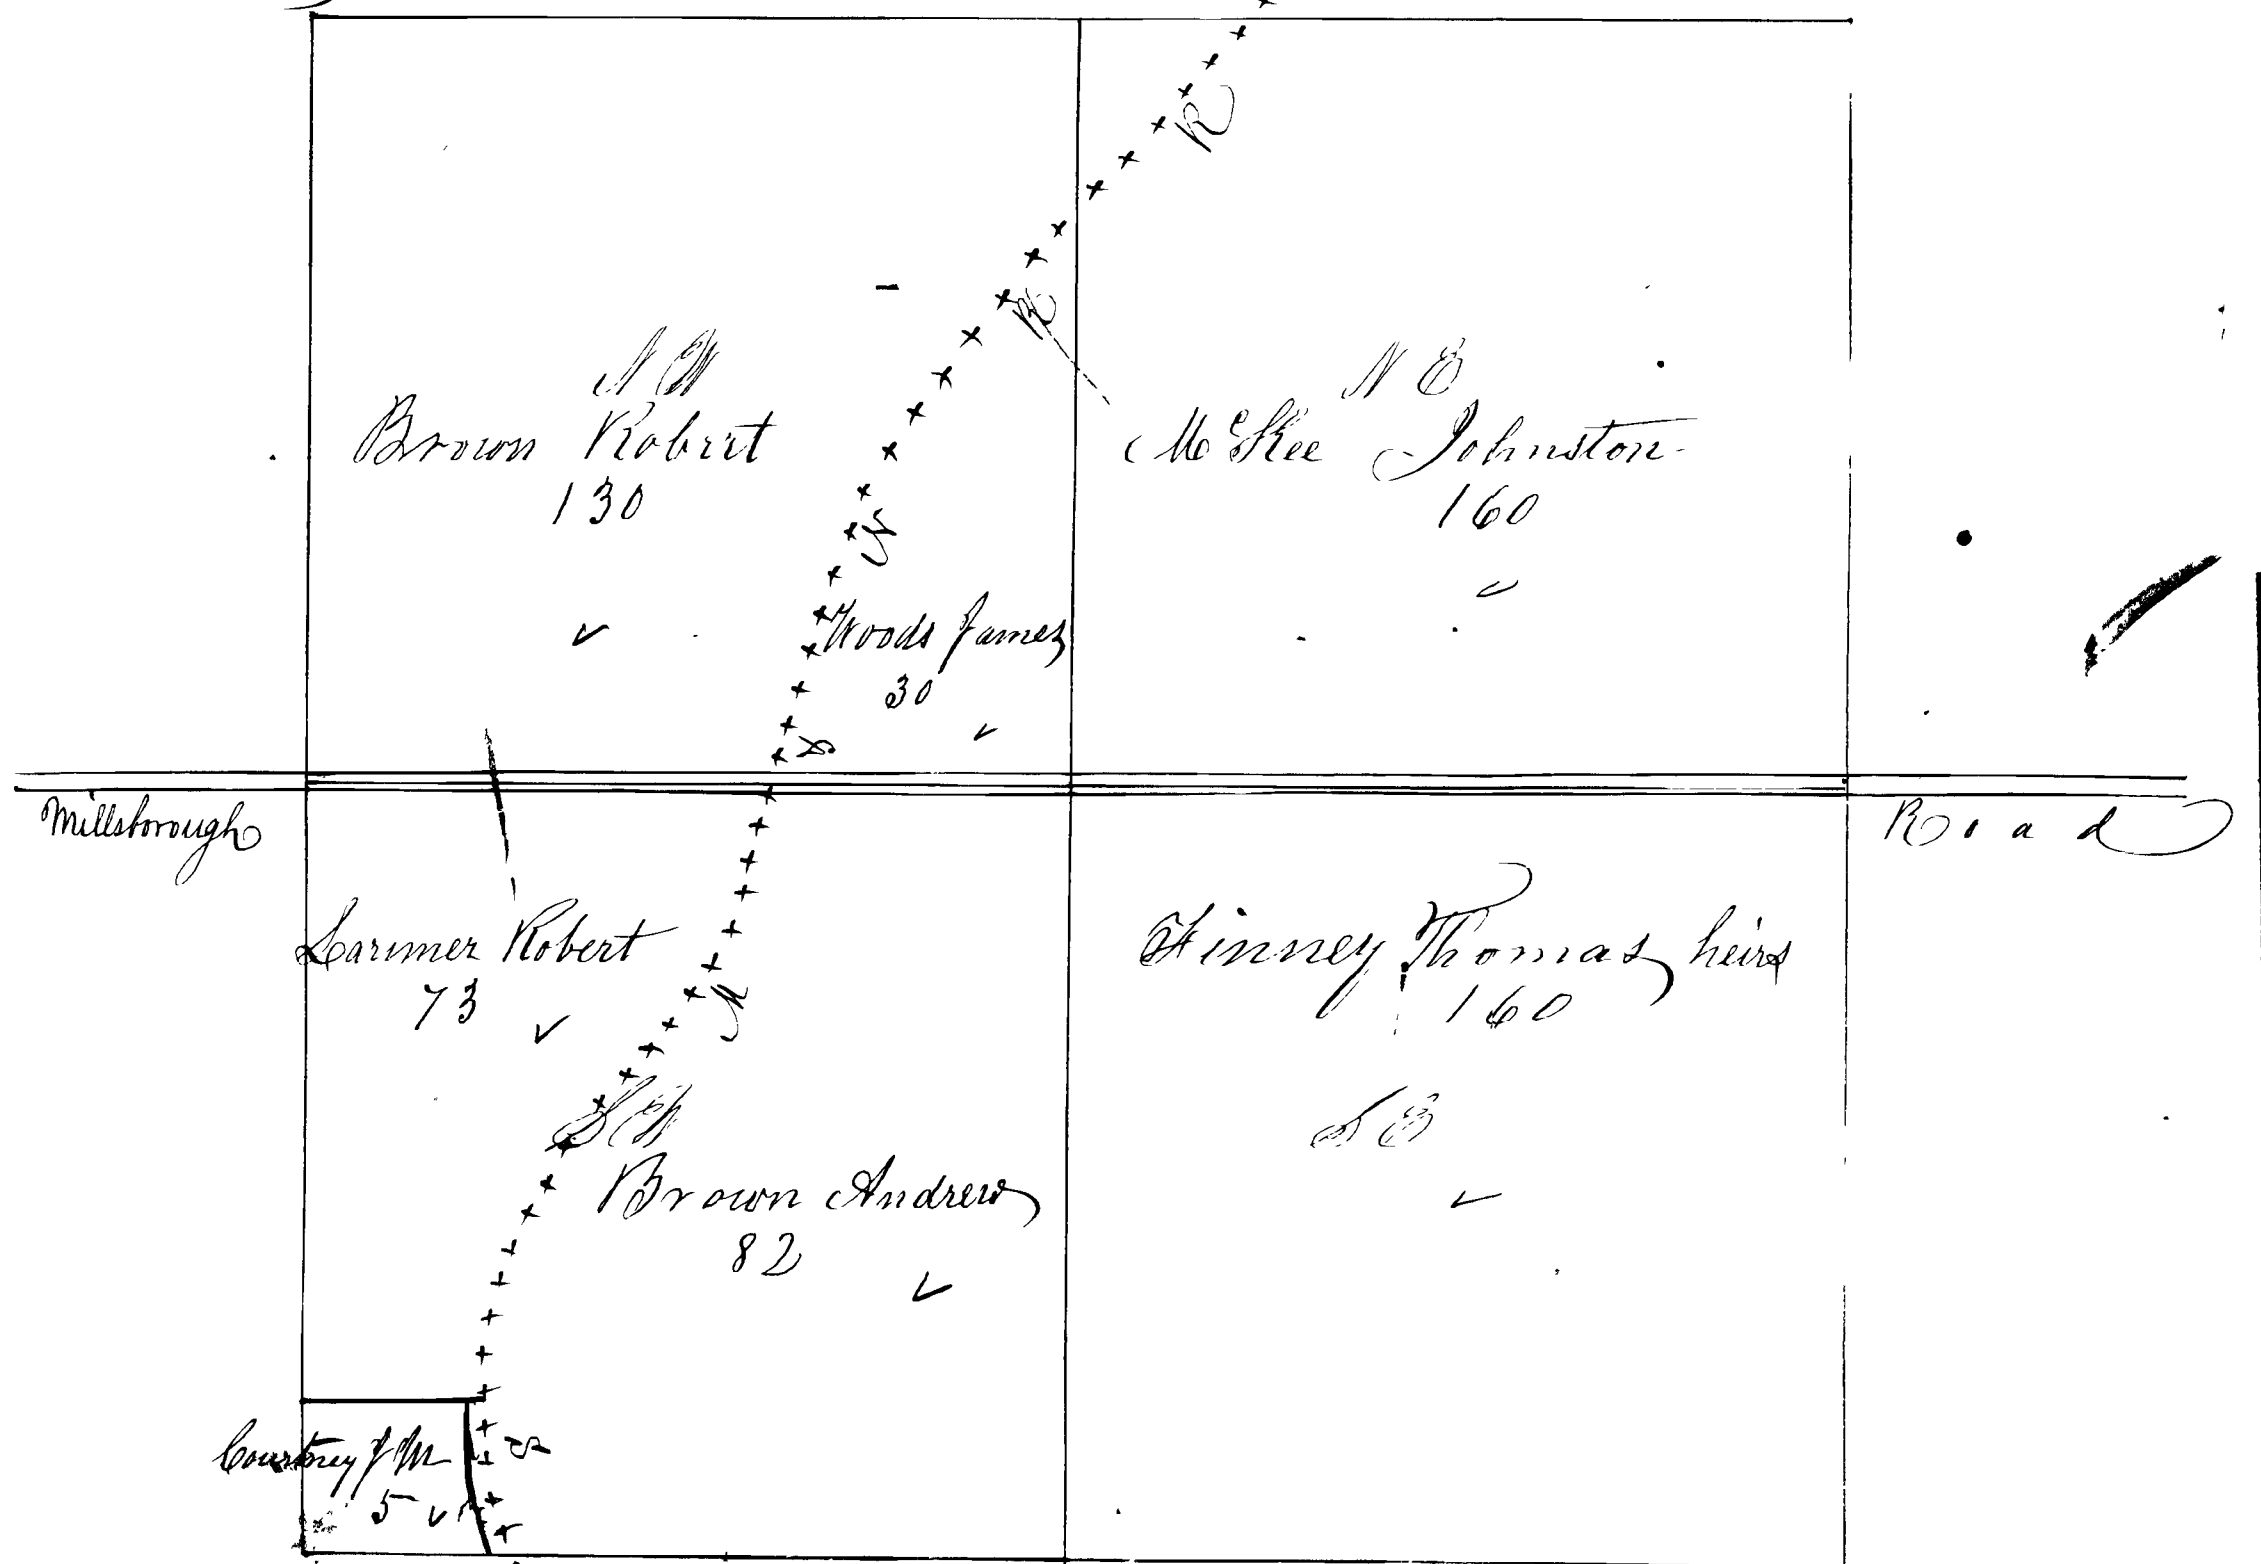 N W
Brown Robert
130
N E
McKee Johnston
160
Woods James
30
Millsborough Road
Larimer Robert
73
S W
Brown Andrew
82
Finney Thomas heirs
160
S E
Courtney J M
5
S
M
&
N
R
R